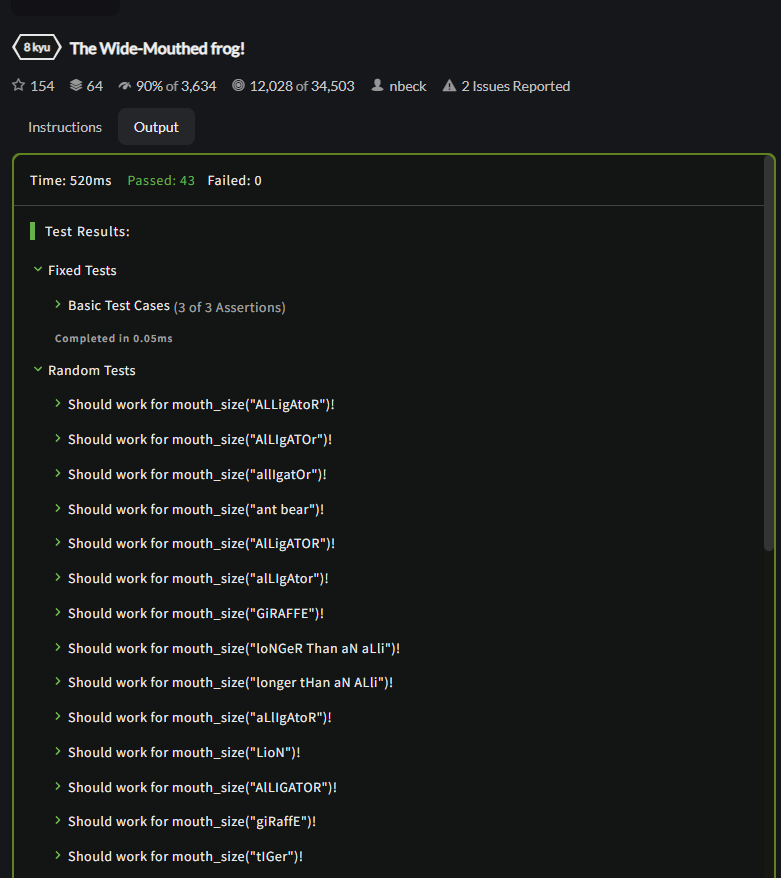 8 kyu The Wide-Mouthed frog!
154 64 90% of 3,634 12,028 of 34,503 nbeck 2 Issues Reported
Instructions Output
Time: 520ms Passed: 43 Failed: 0
Test Results:
Fixed Tests
Basic Test Cases (3 of 3 Assertions)
Completed in 0.05ms
Random Tests
Should work for mouth_size("ALLigAtoR")!
Should work for mouth_size("AlLIgATOr")!
Should work for mouth_size("allIgatOr")!
Should work for mouth_size("ant bear")!
Should work for mouth_size("AlLigATOR")!
Should work for mouth_size("alLIgAtor")!
Should work for mouth_size("GiRAFFE")!
Should work for mouth_size("loNGeR Than aN aLli")!
Should work for mouth_size("longer tHan aN ALli")!
Should work for mouth_size("aLlIgAtoR")!
Should work for mouth_size("LioN")!
Should work for mouth_size("AlLIGATOR")!
Should work for mouth_size("giRaffE")!
Should work for mouth_size("tIGer")!